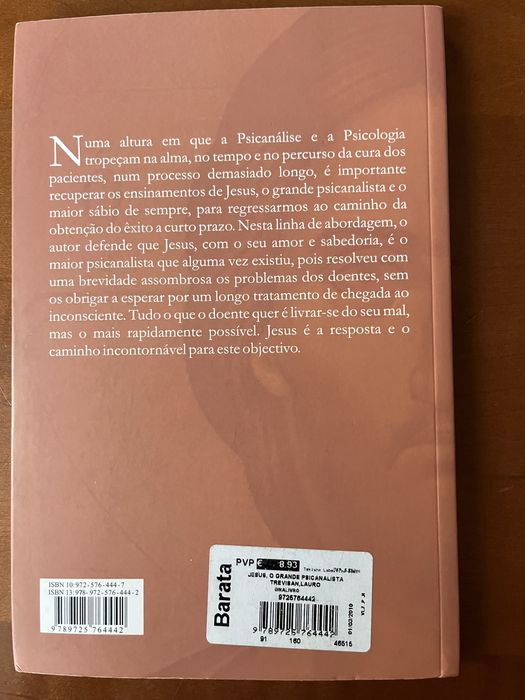 Numa altura em que a Psicanálise e a Psicologia
tropeçam na alma, no tempo e no percurso da cura dos
pacientes, num processo demasiado longo, é importante
recuperar os ensinamentos de Jesus, o grande psicanalista e o
maior sábio de sempre, para regressarmos ao caminho da
obtenção do êxito a curto prazo. Nesta linha de abordagem, o
autor defende que Jesus, com o seu amor e sabedoria, é o
maior psicanalista que alguma vez existiu, pois resolveu com
uma brevidade assombrosa os problemas dos doentes, sem
os obrigar a esperar por um longo tratamento de chegada ao
inconsciente. Tudo o que o doente quer é livrar-se do seu mal,
mas o mais rapidamente possível. Jesus é a resposta e o
caminho incontornável para este objectivo.
ISBN 10: 972-576-444-7
ISBN 13: 978-972-576-444-2
9 789725 764442
Barata
PVP € 8.93
JESUS, O GRANDE PSICANALISTA
TREVISAN,LAURO
DINALIVRO
9725764442
9 789725 764442
91 160 46515
01/03/2010